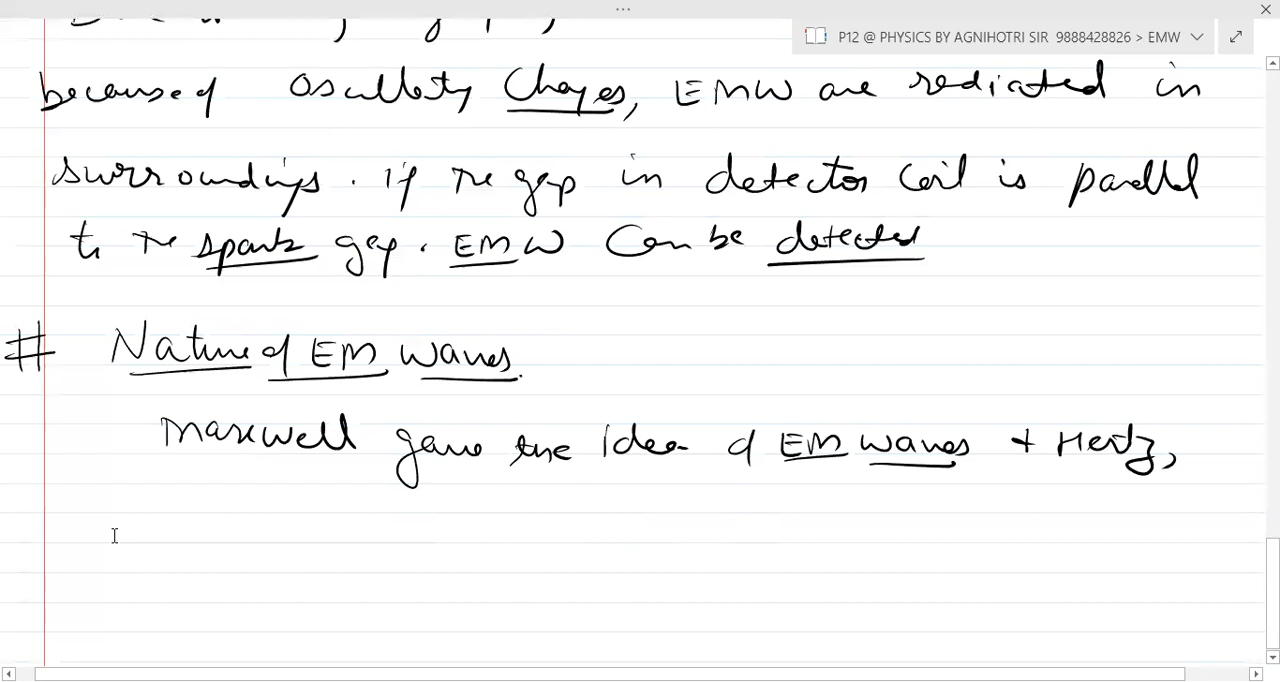 P12 @ PHYSICS BY AGNIHOTRI SIR 9888428826 > EMW
because of oscillating Charges, EMW are rediated in
surroundings. if the gap in detector Coil is parallel
to the spark gap. EMW Can be detected
# Nature of EM waves.
Maxwell gave the Idea of EM waves + Hertz,